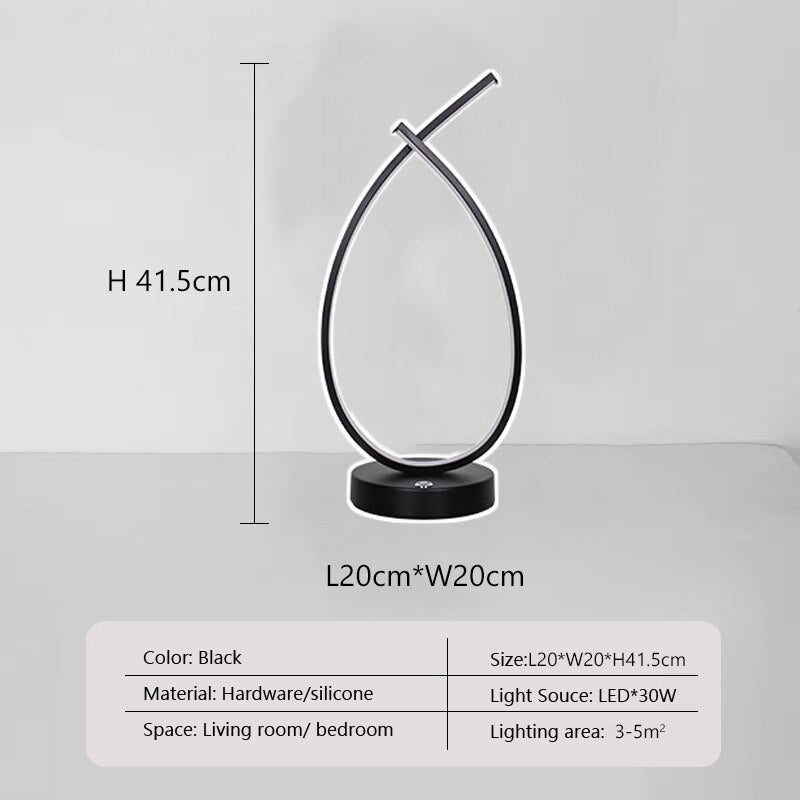 H 41.5cm
L20cm*W20cm
Color: Black
Size:L20*W20*H41.5cm
Material: Hardware/silicone
Light Souce: LED*30W
Space: Living room/ bedroom
Lighting area: 3-5m²